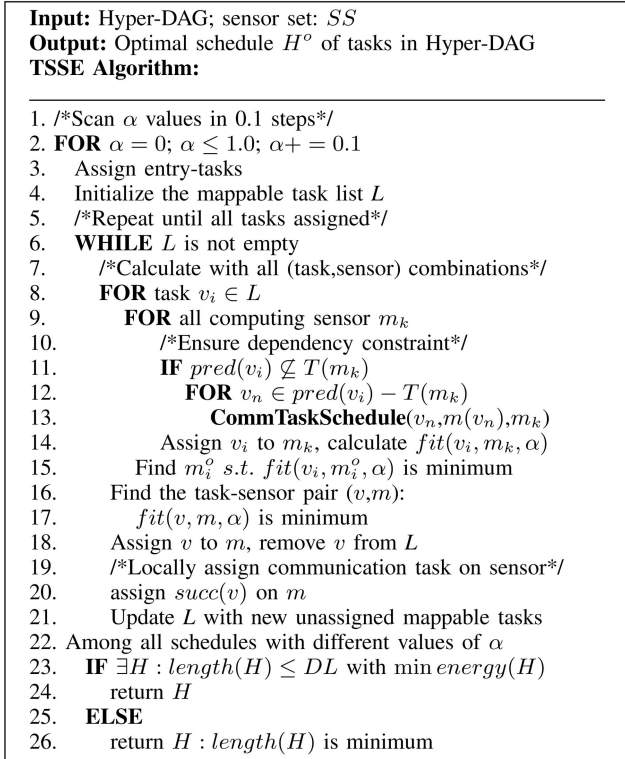 Input: Hyper-DAG; sensor set: SS
Output: Optimal schedule H^o of tasks in Hyper-DAG
TSSE Algorithm:
1. /*Scan α values in 0.1 steps*/
2. FOR α = 0; α ≤ 1.0; α+ = 0.1
3. Assign entry-tasks
4. Initialize the mappable task list L
5. /*Repeat until all tasks assigned*/
6. WHILE L is not empty
7. /*Calculate with all (task,sensor) combinations*/
8. FOR task v_i ∈ L
9. FOR all computing sensor m_k
10. /*Ensure dependency constraint*/
11. IF pred(v_i) ⊈ T(m_k)
12. FOR v_n ∈ pred(v_i) − T(m_k)
13. CommTaskSchedule(v_n,m(v_n),m_k)
14. Assign v_i to m_k, calculate fit(v_i, m_k, α)
15. Find m_i^o s.t. fit(v_i, m_i^o, α) is minimum
16. Find the task-sensor pair (v,m):
17. fit(v, m, α) is minimum
18. Assign v to m, remove v from L
19. /*Locally assign communication task on sensor*/
20. assign succ(v) on m
21. Update L with new unassigned mappable tasks
22. Among all schedules with different values of α
23. IF ∃H : length(H) ≤ DL with min energy(H)
24. return H
25. ELSE
26. return H : length(H) is minimum